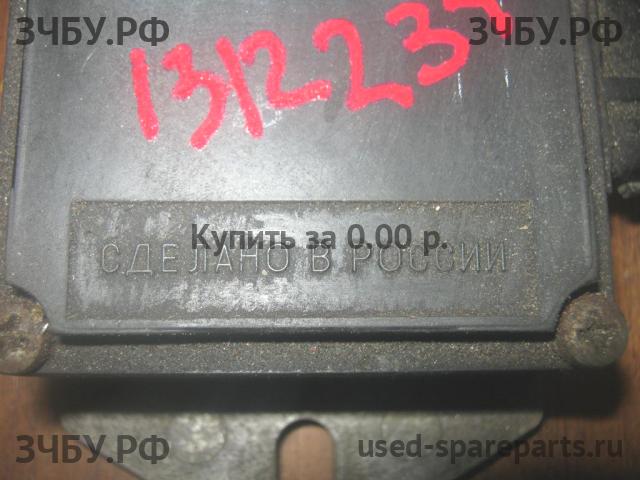 ЗЧБУ.РФ ЗЧБУ.РФ
131223
Купить за 0.00 р.
СДЕЛАНО В РОССИИ
ЗЧБУ.РФ used-spareparts.ru